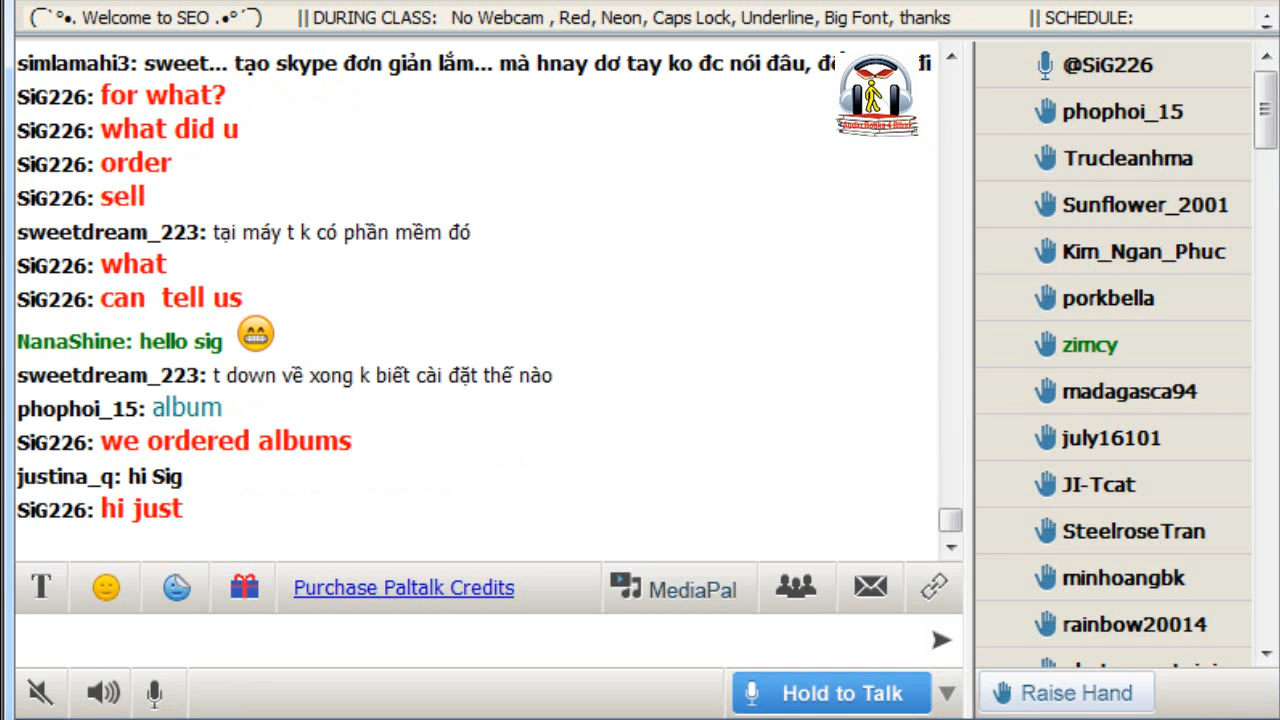 (¯`°•. Welcome to SEO .•°´¯) || DURING CLASS: No Webcam , Red, Neon, Caps Lock, Underline, Big Font, thanks || SCHEDULE:
simlamahi3: sweet... tạo skype đơn giản lắm... mà hnay dơ tay ko đc nói đâu, đi
SiG226: for what?
SiG226: what did u
SiG226: order
SiG226: sell
sweetdream_223: tại máy t k có phần mềm đó
SiG226: what
SiG226: can tell us
NanaShine: hello sig
sweetdream_223: t down về xong k biết cài đặt thế nào
phophoi_15: album
SiG226: we ordered albums
justina_q: hi Sig
SiG226: hi just
T
Purchase Paltalk Credits
MediaPal
Hold to Talk
@SiG226
phophoi_15
Trucleanhma
Sunflower_2001
Kim_Ngan_Phuc
porkbella
zimcy
madagasca94
july16101
JI-Tcat
SteelroseTran
minhoangbk
rainbow20014
Raise Hand